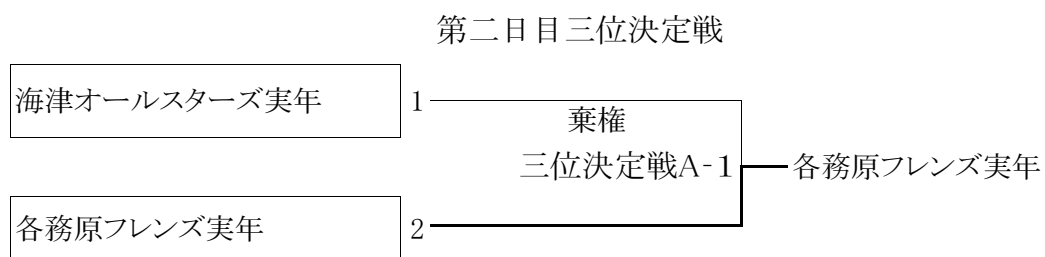 第二日目三位決定戦
海津オールスターズ実年
1
棄権
三位決定戦A-1
各務原フレンズ実年
各務原フレンズ実年
2